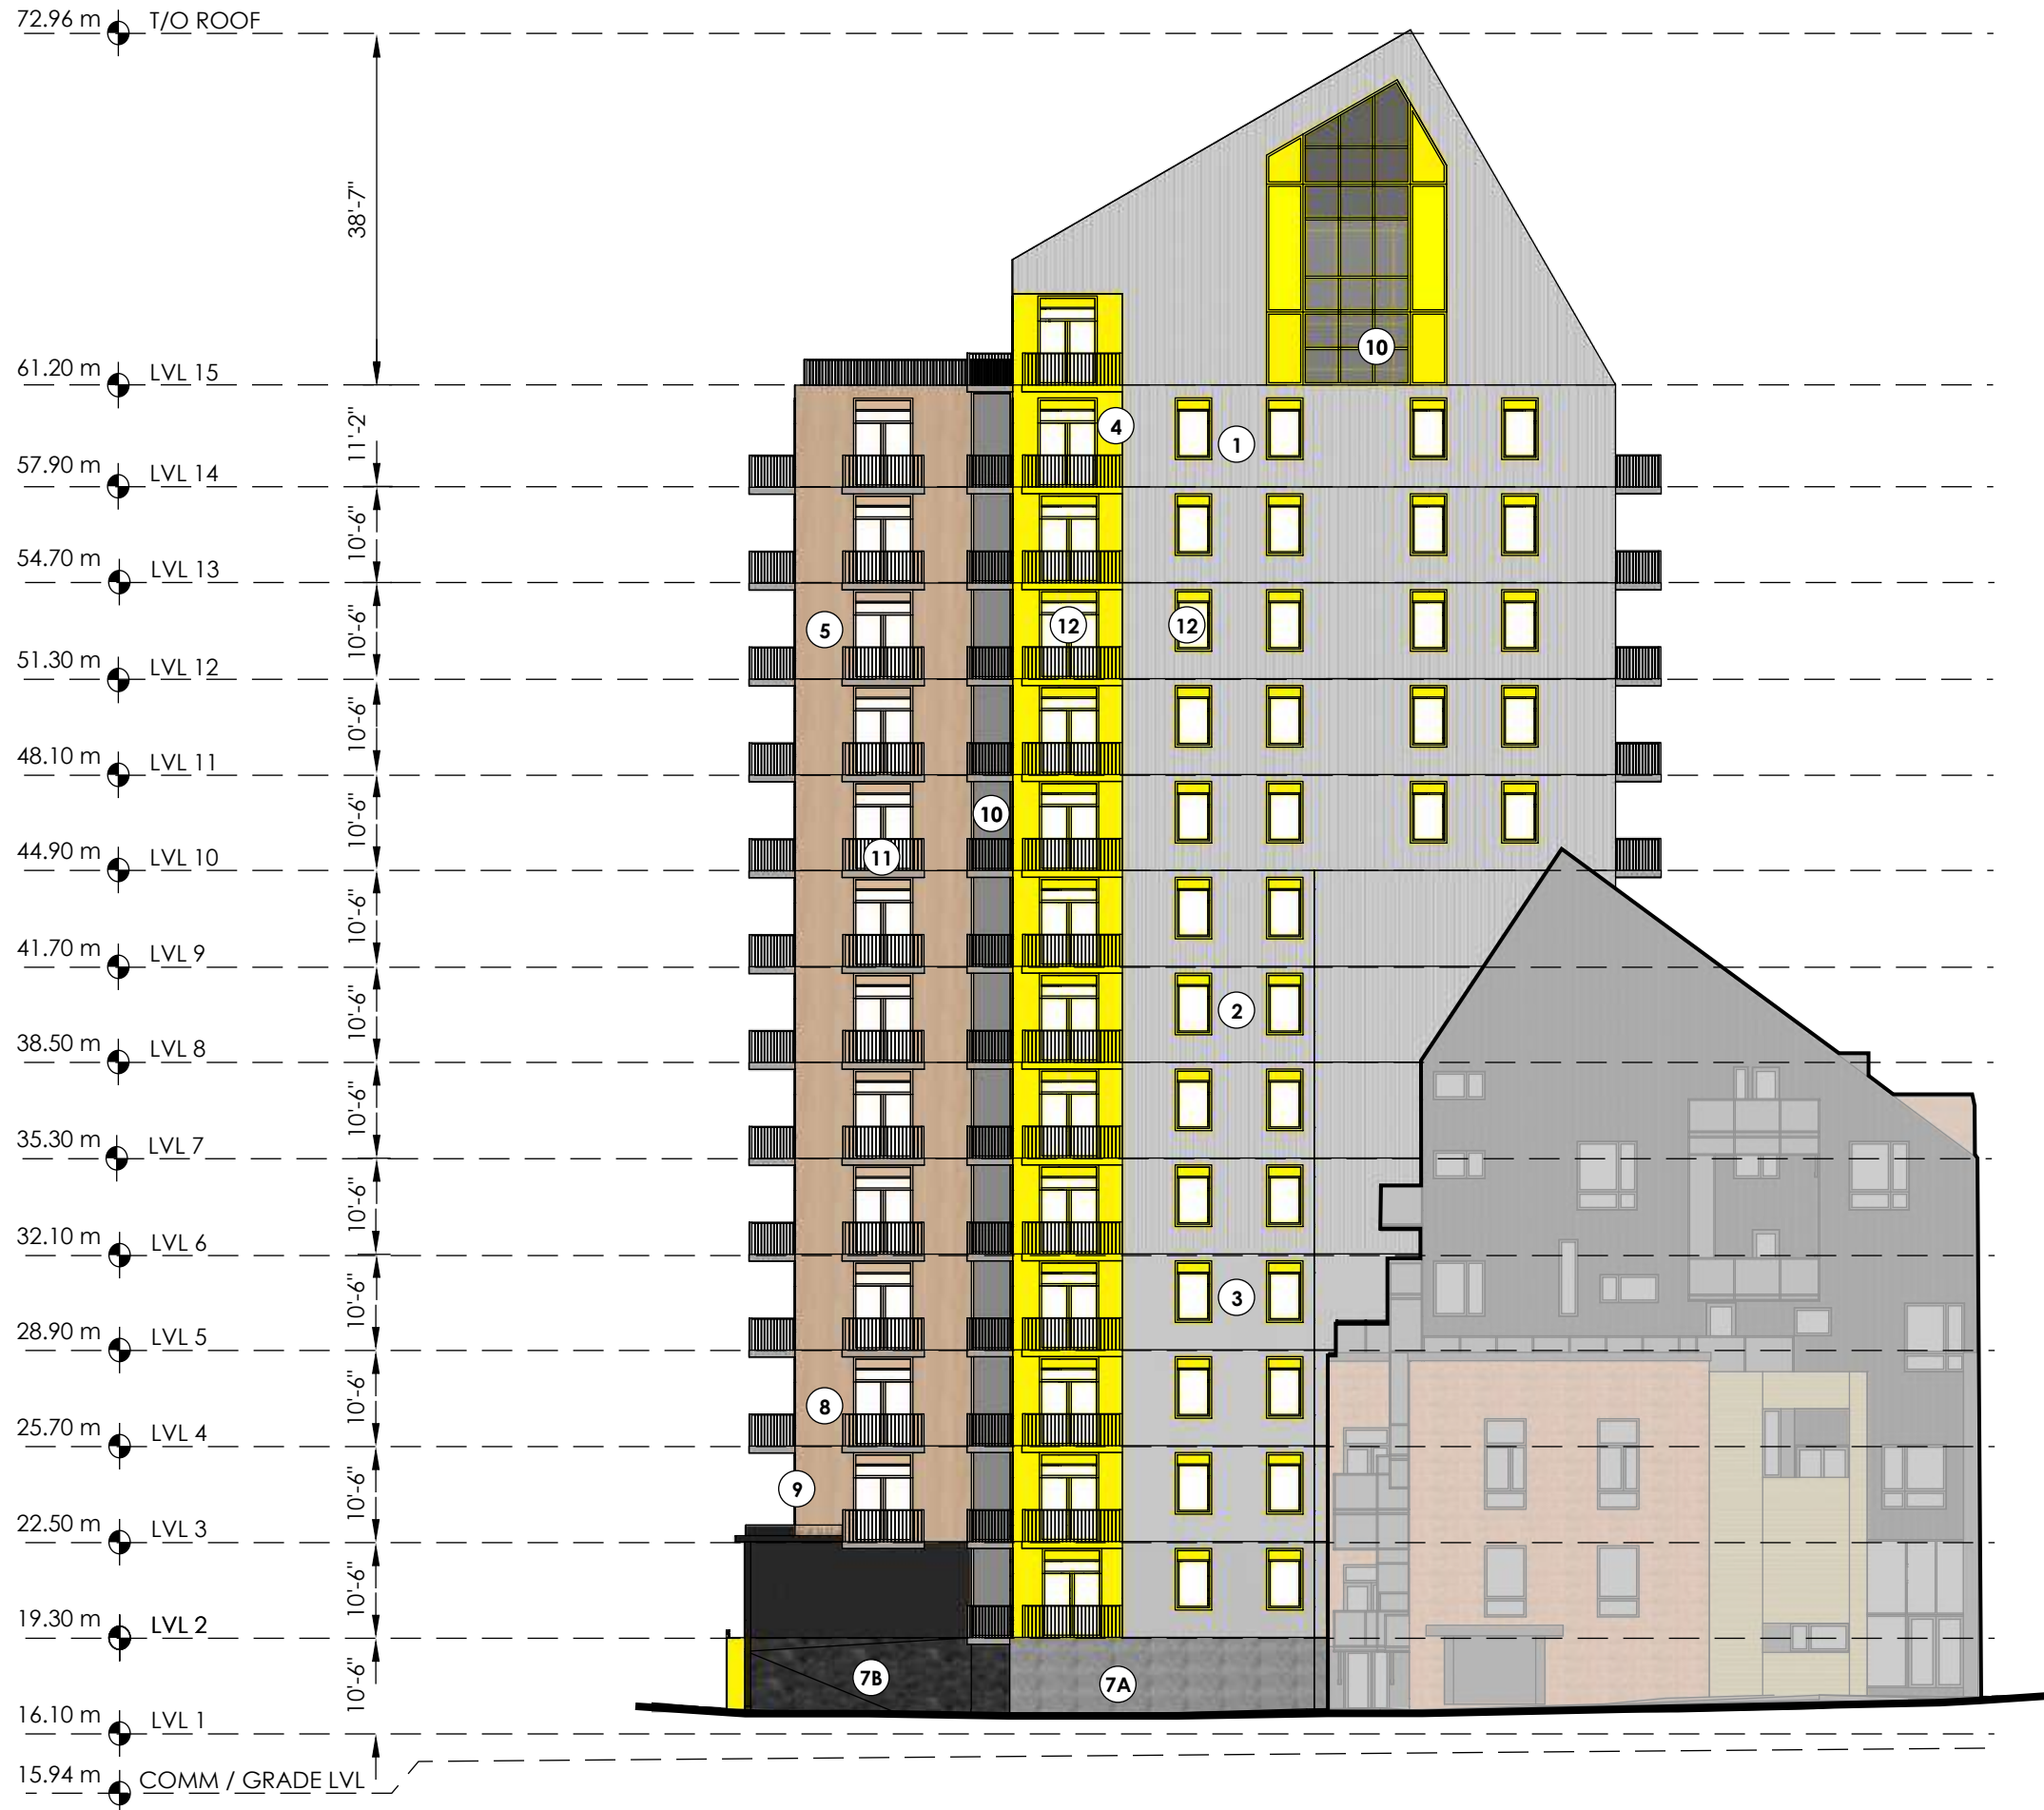 72.96 m T/O ROOF
38'-7"
61.20 m LVL 15
11'-2"
57.90 m LVL 14
10'-6"
54.70 m LVL 13
10'-6"
51.30 m LVL 12
10'-6"
48.10 m LVL 11
10'-6"
44.90 m LVL 10
10'-6"
41.70 m LVL 9
10'-6"
38.50 m LVL 8
10'-6"
35.30 m LVL 7
10'-6"
32.10 m LVL 6
10'-6"
28.90 m LVL 5
10'-6"
25.70 m LVL 4
10'-6"
22.50 m LVL 3
10'-6"
19.30 m LVL 2
10'-6"
16.10 m LVL 1
15.94 m COMM / GRADE LVL
10
4
1
5
12
12
10
11
2
3
8
9
7B
7A